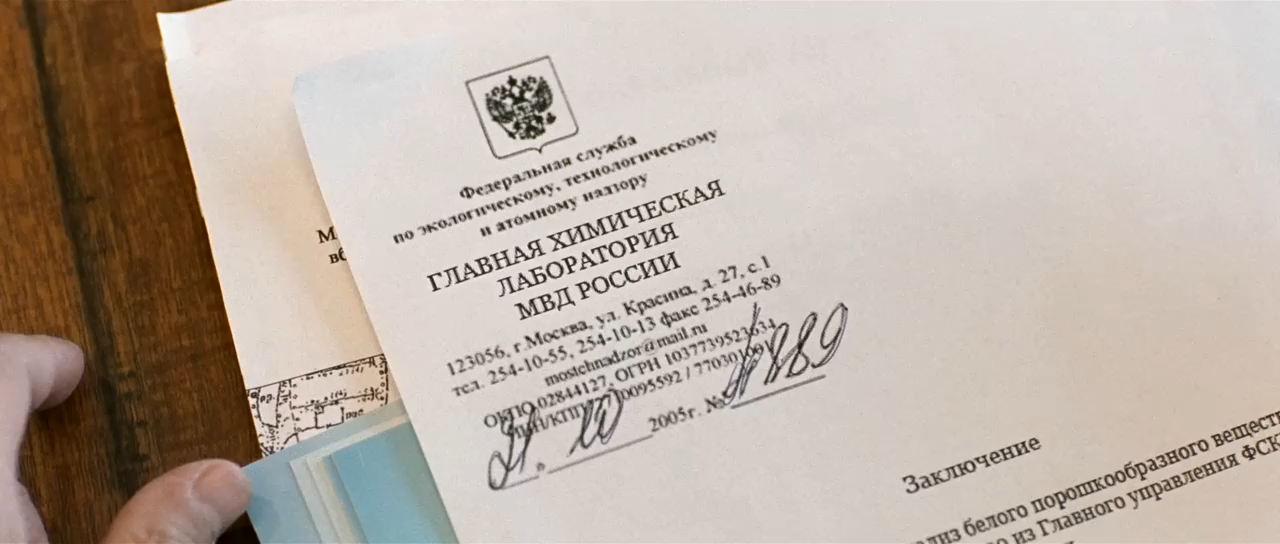 Федеральная служба
по экологическому, технологическому
и атомному надзору
ГЛАВНАЯ ХИМИЧЕСКАЯ
ЛАБОРАТОРИЯ
МВД РОССИИ
123056, г.Москва, ул. Красина, д. 27, с.1
тел. 254-10-55, 254-10-13 факс 254-46-89
mostehnadzor@mail.ru
ОКПО 02844127, ОГРН 1037739523634
2005г. №
Заключение
белого порошкообразного
из Главного управления